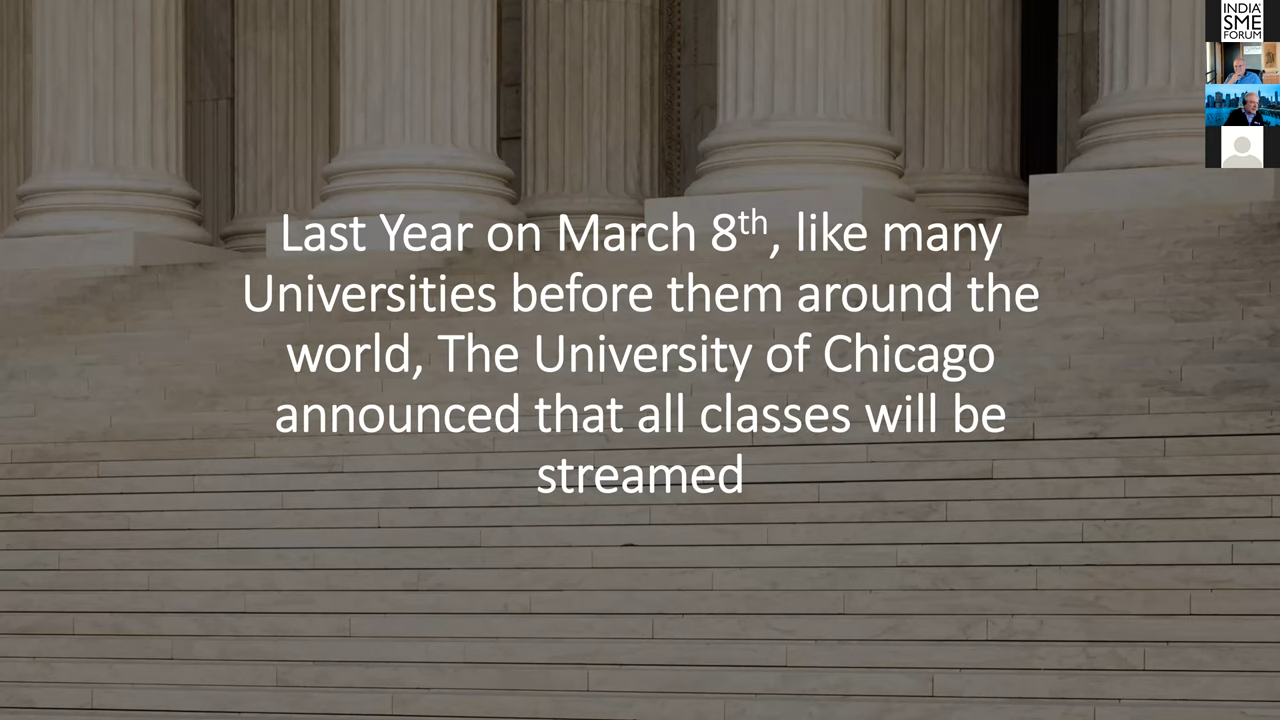 INDIA
SME
FORUM
Last Year on March 8th, like many
Universities before them around the
world, The University of Chicago
announced that all classes will be
streamed